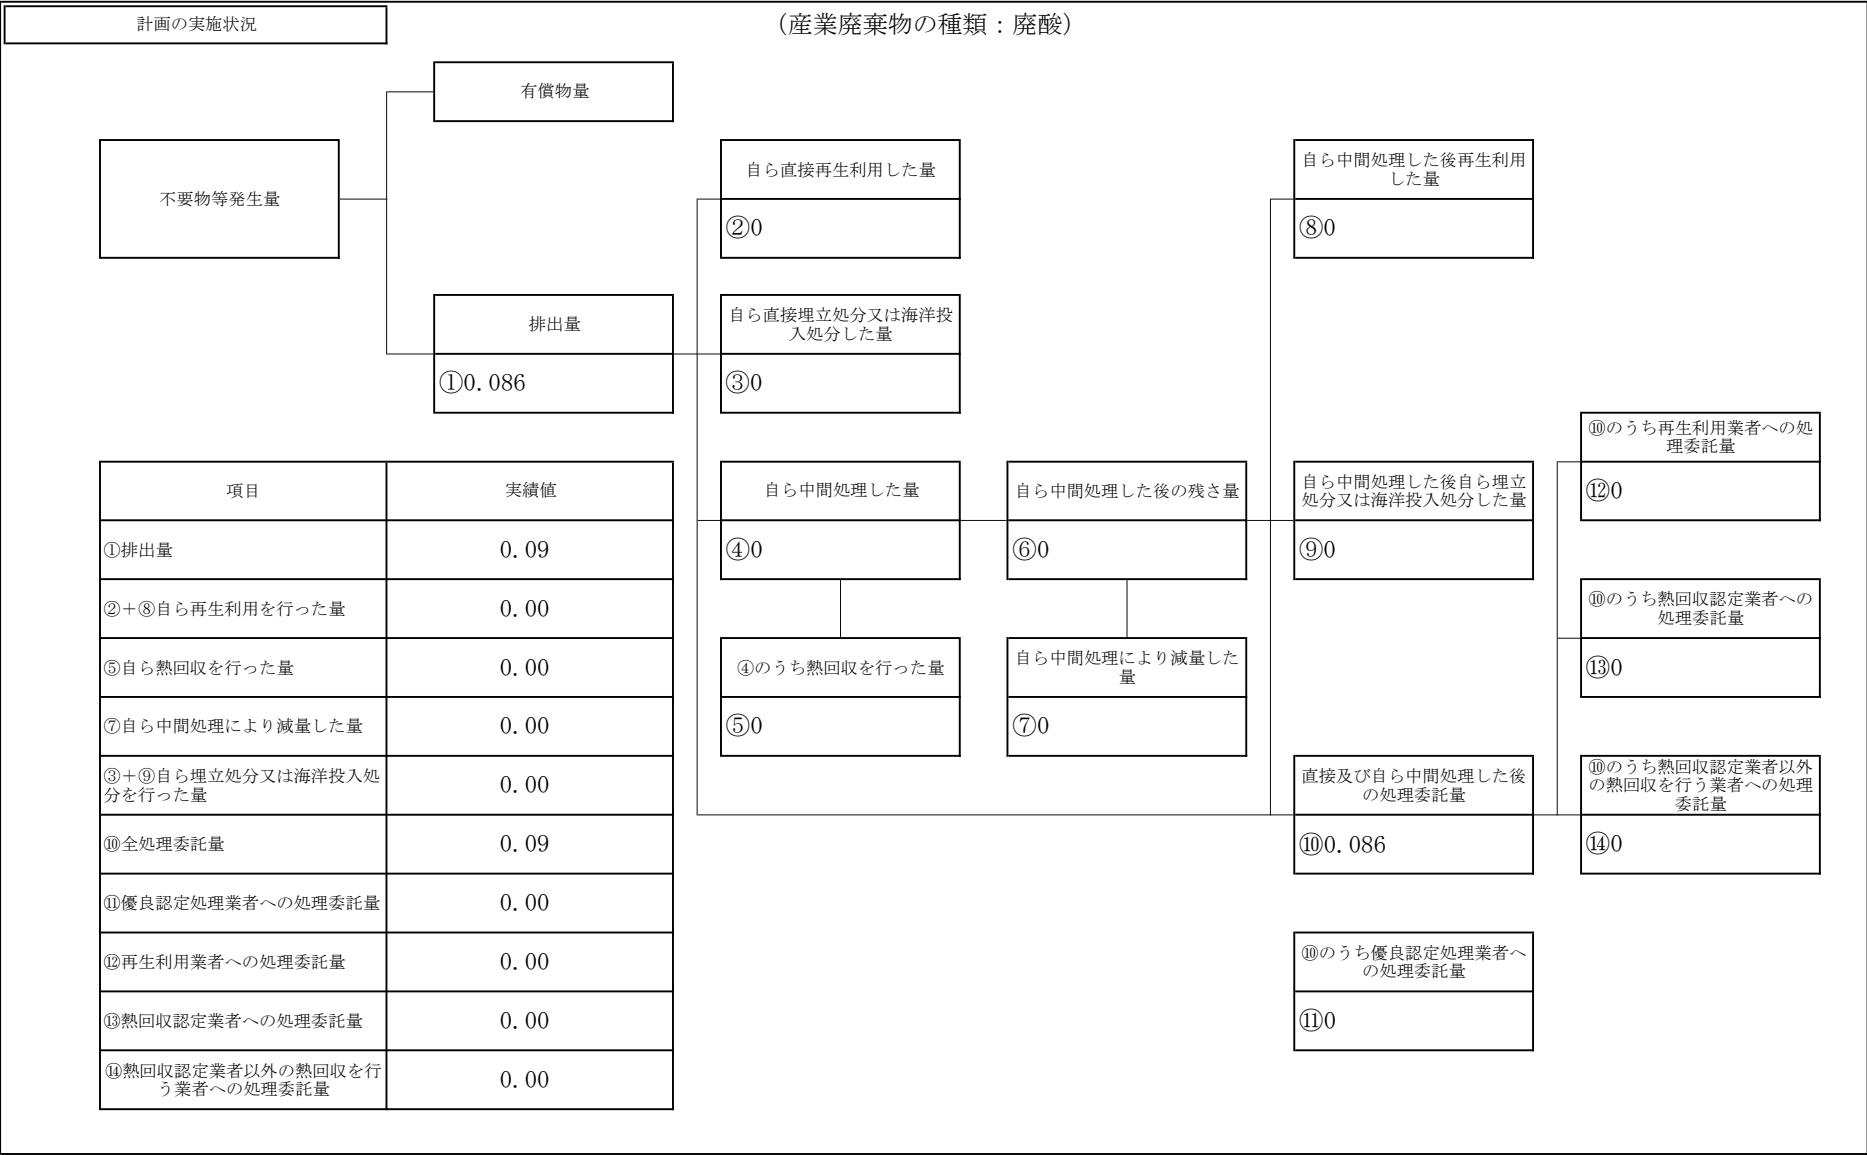 計画の実施状況
（産業廃棄物の種類：廃酸）
有償物量
不要物等発生量
自ら直接再生利用した量
②0
自ら中間処理した後再生利用
した量
⑧0
排出量
①0.086
自ら直接埋立処分又は海洋投
入処分した量
③0
⑩のうち再生利用業者への処
理委託量
⑫0
項目
実績値
①排出量
0.09
②＋⑧自ら再生利用を行った量
0.00
⑤自ら熱回収を行った量
0.00
⑦自ら中間処理により減量した量
0.00
③＋⑨自ら埋立処分又は海洋投入処
分を行った量
0.00
⑩全処理委託量
0.09
⑪優良認定処理業者への処理委託量
0.00
⑫再生利用業者への処理委託量
0.00
⑬熱回収認定業者への処理委託量
0.00
⑭熱回収認定業者以外の熱回収を行
う業者への処理委託量
0.00
自ら中間処理した量
④0
自ら中間処理した後の残さ量
⑥0
自ら中間処理した後自ら埋立
処分又は海洋投入処分した量
⑨0
④のうち熱回収を行った量
⑤0
自ら中間処理により減量した
量
⑦0
⑩のうち熱回収認定業者への
処理委託量
⑬0
直接及び自ら中間処理した後
の処理委託量
⑩0.086
⑩のうち熱回収認定業者以外
の熱回収を行う業者への処理
委託量
⑭0
⑩のうち優良認定処理業者へ
の処理委託量
⑪0